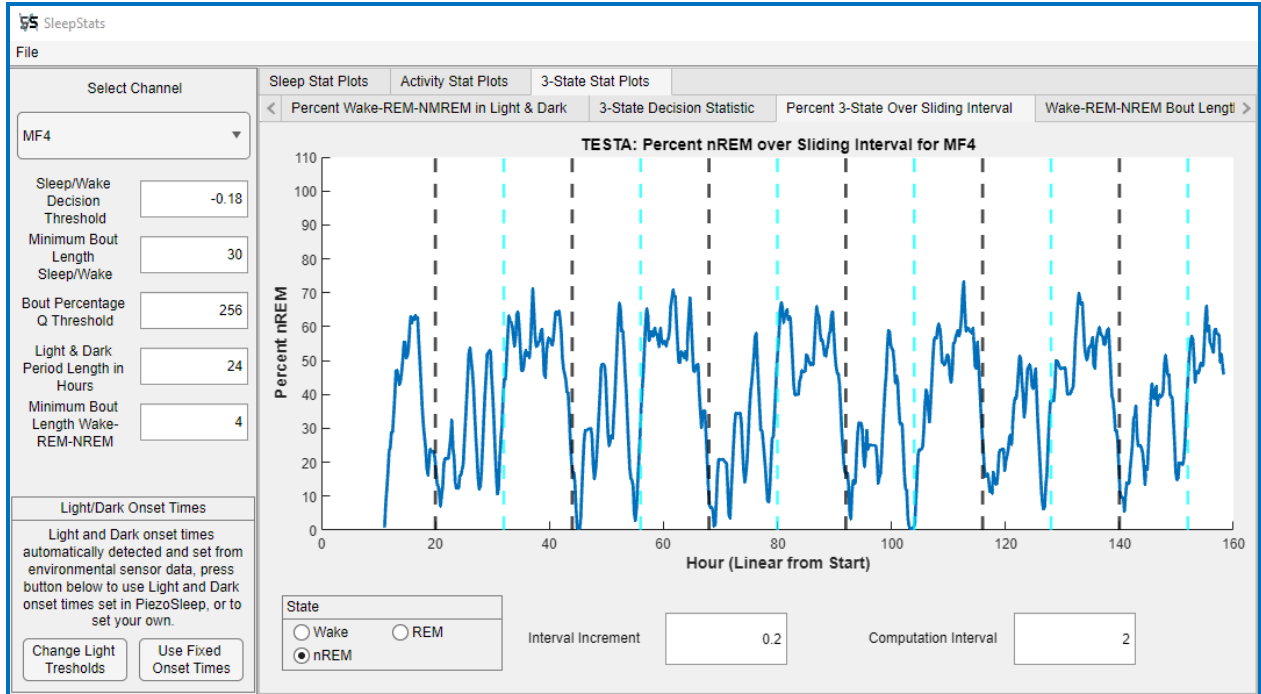 SleepStats
File
Select Channel
MF4
Sleep/Wake
Decision
Threshold
-0.18
Minimum Bout
Length
Sleep/Wake
30
Bout Percentage
Q Threshold
256
Light & Dark
Period Length in
Hours
24
Minimum Bout
Length Wake-
REM-NREM
4
Light/Dark Onset Times
Light and Dark onset times
automatically detected and set from
environmental sensor data, press
button below to use Light and Dark
onset times set in PiezoSleep, or to
set your own.
Change Light
Tresholds
Use Fixed
Onset Times
Sleep Stat Plots
Activity Stat Plots
3-State Stat Plots
Percent Wake-REM-NMREM in Light & Dark
3-State Decision Statistic
Percent 3-State Over Sliding Interval
Wake-REM-NREM Bout Lengt
TESTA: Percent nREM over Sliding Interval for MF4
Percent nREM
110
100
90
80
70
60
50
40
30
20
10
0
0 20 40 60 80 100 120 140 160
Hour (Linear from Start)
State
Wake
REM
nREM
Interval Increment
0.2
Computation Interval
2